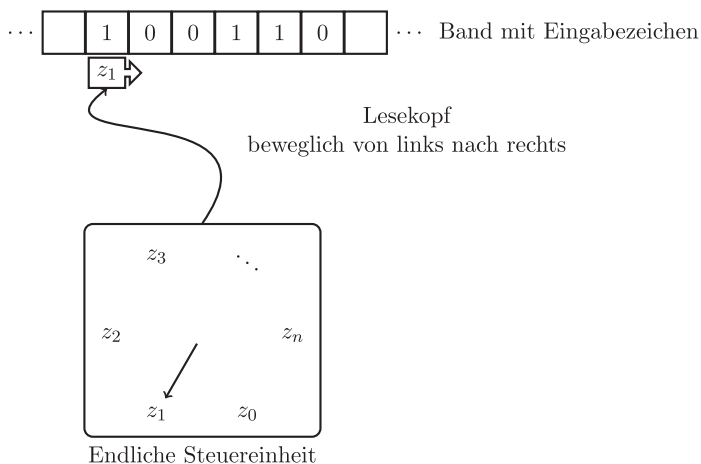 ··· 1 0 0 1 1 0 ··· Band mit Eingabezeichen
z₁
Lesekopf
beweglich von links nach rechts
z₃ ⋱
z₂ zₙ
z₁ z₀
Endliche Steuereinheit